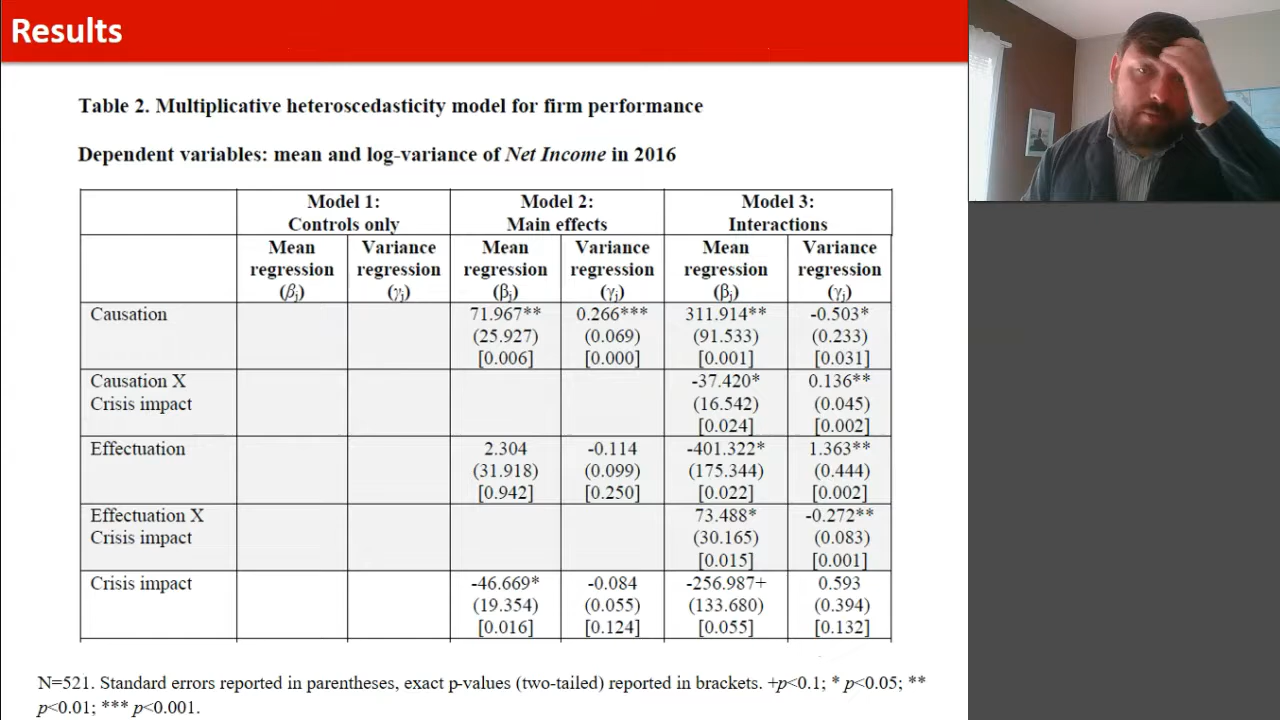 Results
Table 2. Multiplicative heteroscedasticity model for firm performance
Dependent variables: mean and log-variance of Net Income in 2016
Model 1: Model 2: Model 3:
Controls only Main effects Interactions
Mean Variance Mean Variance Mean Variance
regression regression regression regression regression regression
(βj) (γj) (βj) (γj) (βj) (γj)
Causation 71.967** 0.266*** 311.914** -0.503*
(25.927) (0.069) (91.533) (0.233)
[0.006] [0.000] [0.001] [0.031]
Causation X -37.420* 0.136**
Crisis impact (16.542) (0.045)
[0.024] [0.002]
Effectuation 2.304 -0.114 -401.322* 1.363**
(31.918) (0.099) (175.344) (0.444)
[0.942] [0.250] [0.022] [0.002]
Effectuation X 73.488* -0.272**
Crisis impact (30.165) (0.083)
[0.015] [0.001]
Crisis impact -46.669* -0.084 -256.987+ 0.593
(19.354) (0.055) (133.680) (0.394)
[0.016] [0.124] [0.055] [0.132]
N=521. Standard errors reported in parentheses, exact p-values (two-tailed) reported in brackets. +p<0.1; * p<0.05; **
p<0.01; *** p<0.001.